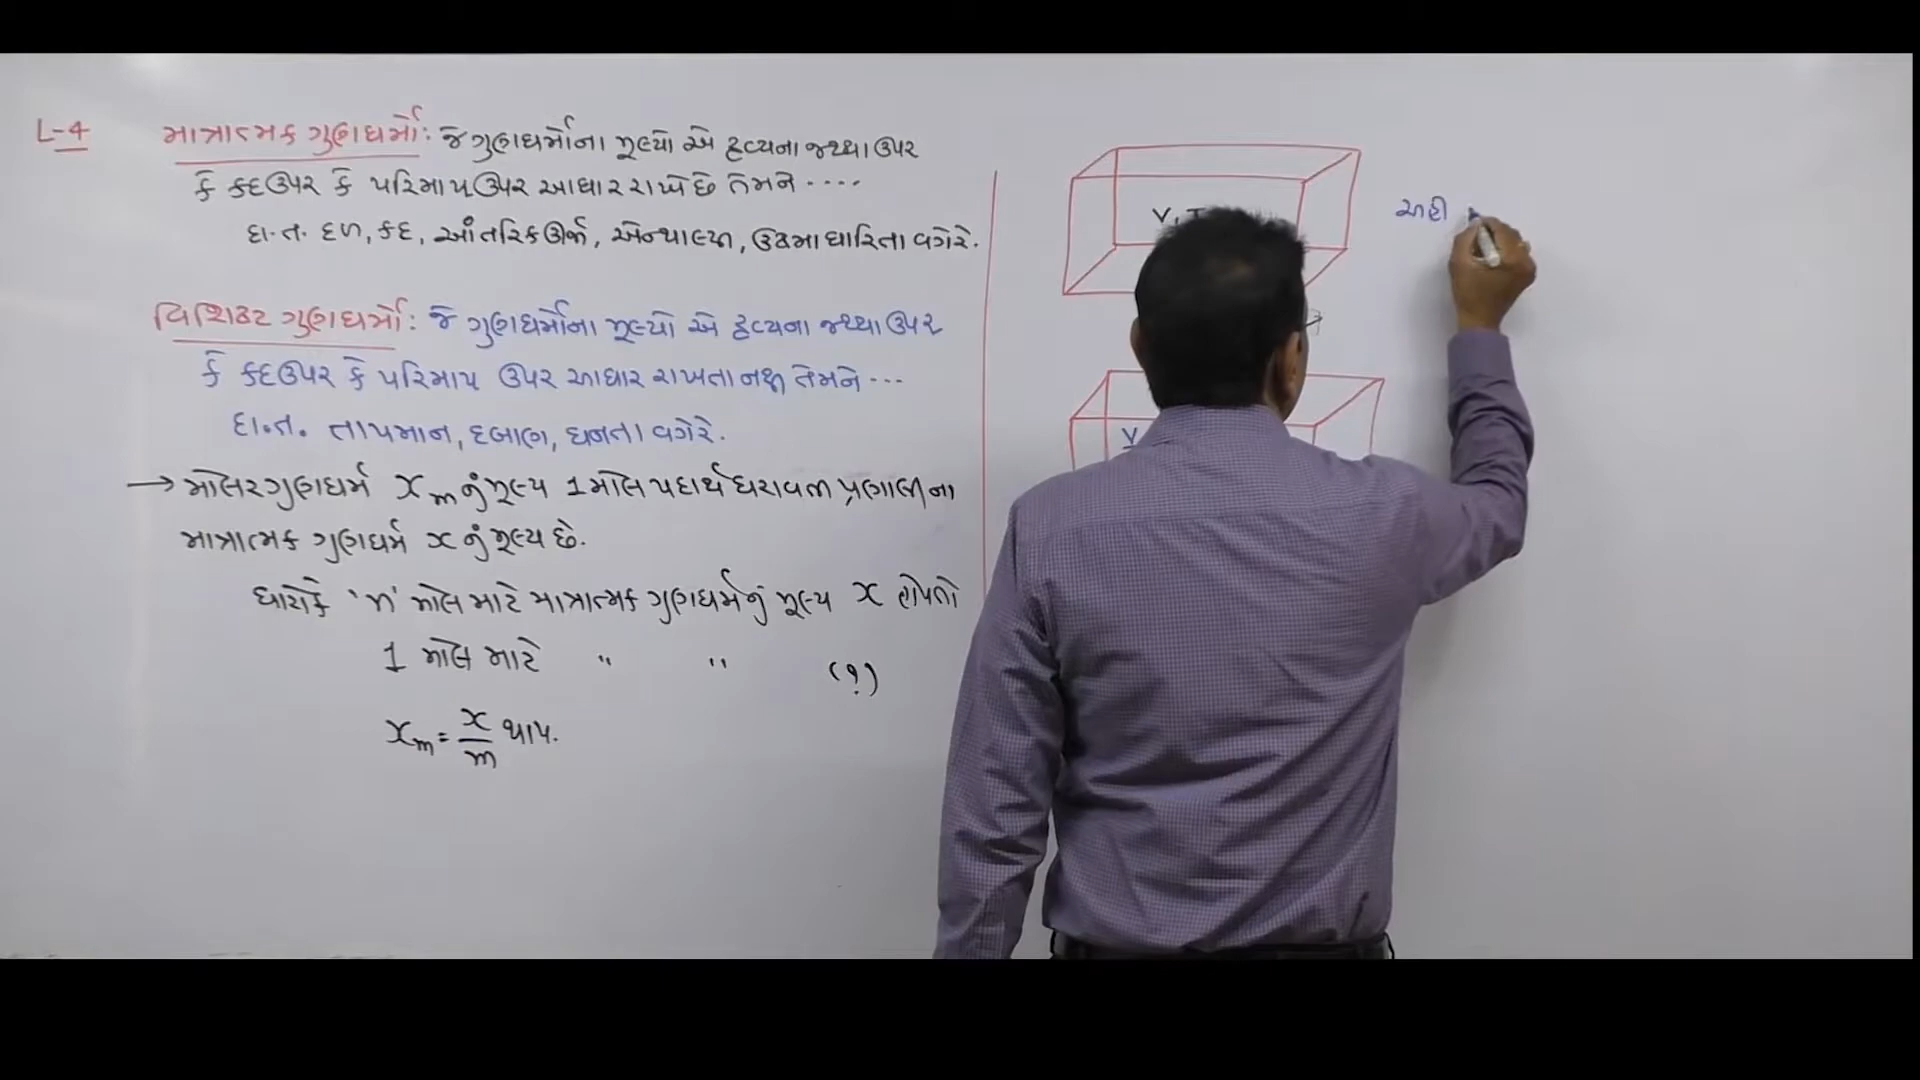 L-4 માત્રાત્મક ગુણધર્મો: જે ગુણધર્મોના મૂલ્યો એ દ્રવ્યના જથ્થા ઉપર
કે કદ ઉપર કે પરિમાપ ઉપર આધાર રાખે છે તેમને ....
દા.ત. દળ, કદ, આંતરિક ઊર્જા, એન્થાલ્પી, ઉષ્માધારિતા વગેરે.
વિશિષ્ટ ગુણધર્મો: જે ગુણધર્મોના મૂલ્યો એ દ્રવ્યના જથ્થા ઉપર
કે કદ ઉપર કે પરિમાપ ઉપર આધાર રાખતા નથી તેમને ...
દા.ત. તાપમાન, દબાણ, ઘનતા વગેરે.
→ મોલર ગુણધર્મ xm નું મૂલ્ય 1 મોલ પદાર્થ ધરાવતી પ્રણાલીના
માત્રાત્મક ગુણધર્મ x નું મૂલ્ય છે.
ધારોકે 'n' મોલ માટે માત્રાત્મક ગુણધર્મનું મૂલ્ય x હોયતો
1 મોલ માટે " " (?)
xm = x/n થાય.
V, T
અહી
V